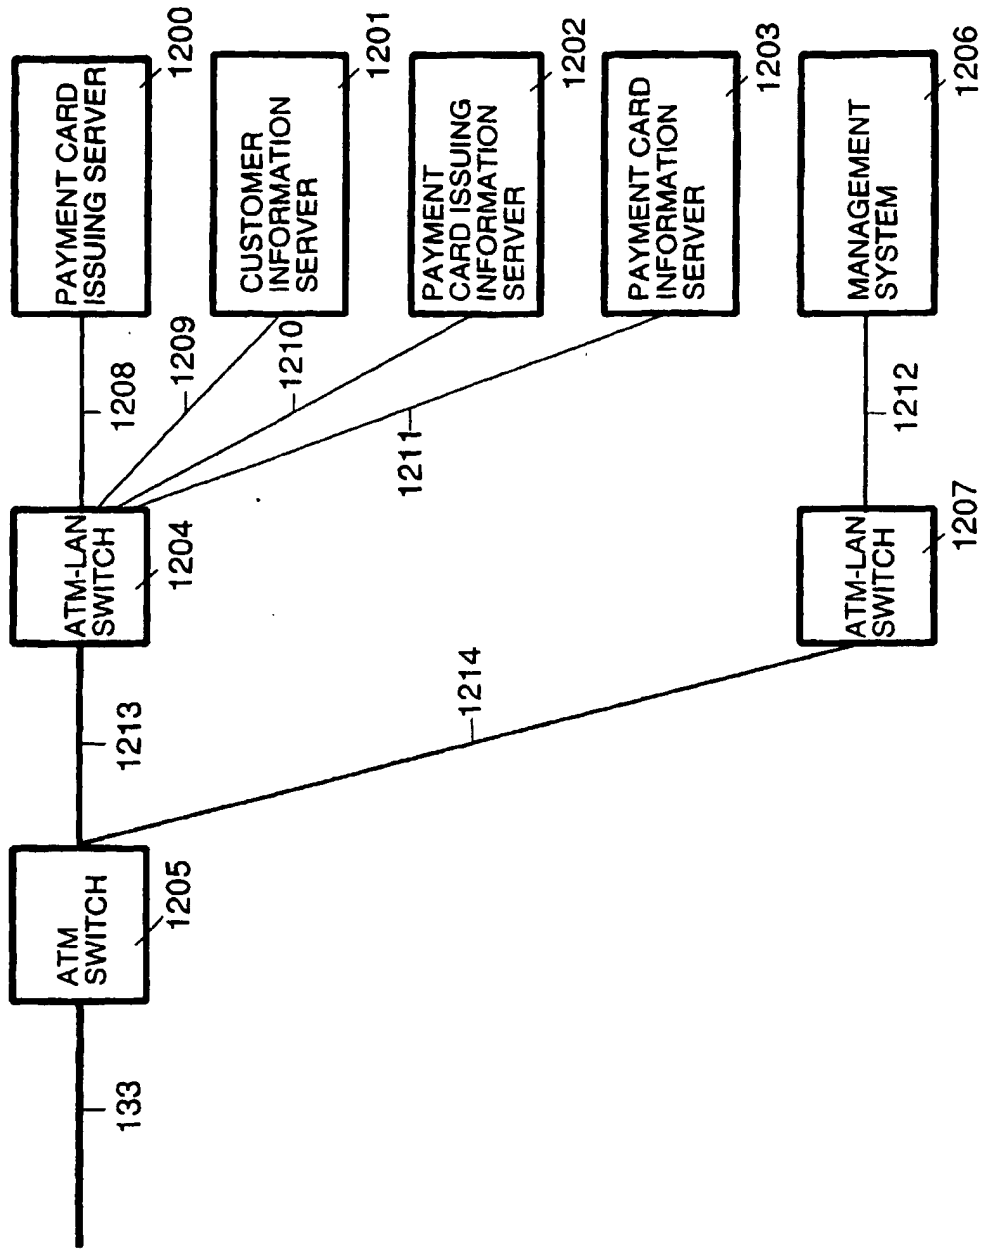 PAYMENT CARD
ISSUING SERVER
1200
CUSTOMER
INFORMATION
SERVER
1201
PAYMENT
CARD ISSUING
INFORMATION
SERVER
1202
PAYMENT CARD
INFORMATION
SERVER
1203
MANAGEMENT
SYSTEM
1206
1208
1209
1210
1211
1212
ATM-LAN
SWITCH
1204
ATM-LAN
SWITCH
1207
1213
1214
ATM
SWITCH
1205
133